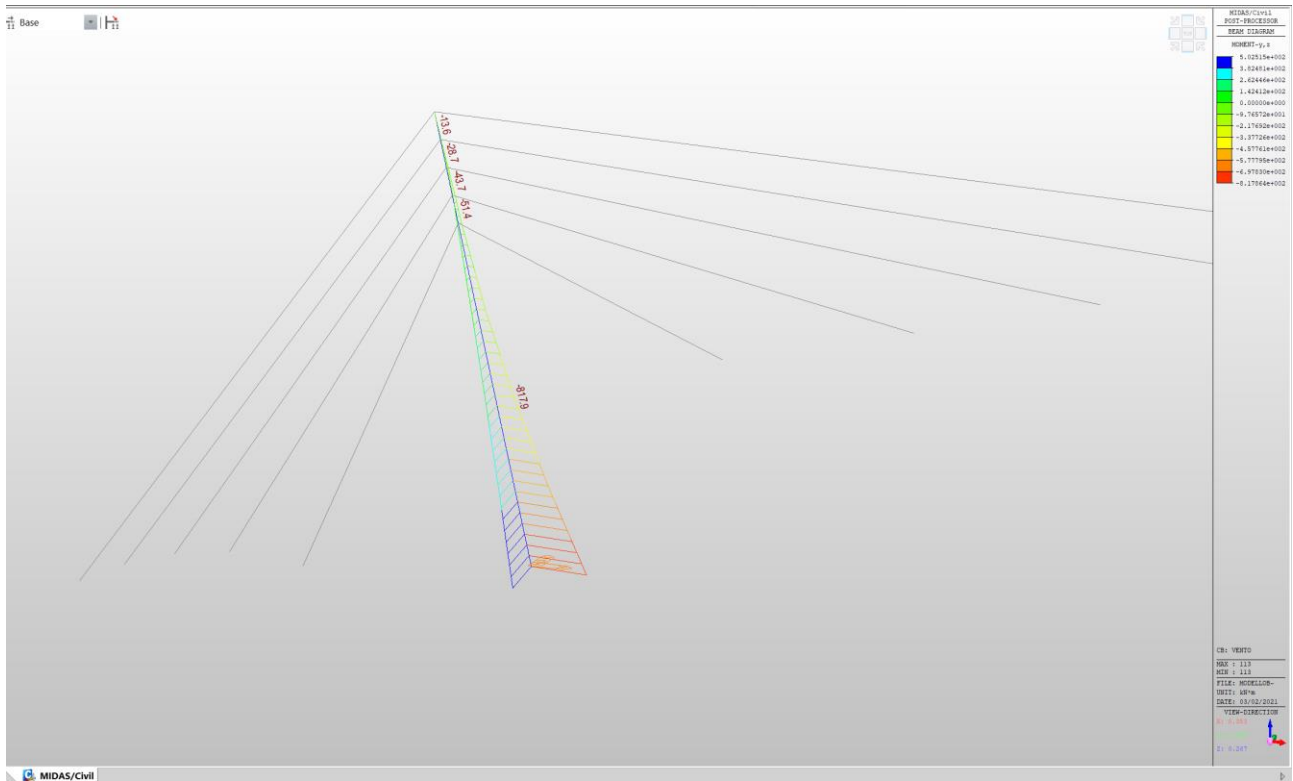 Base
MIDAS/Civil
POST-PROCESSOR
BEAM DIAGRAM
MOMENT-y,z
5.02515e+002
3.82481e+002
2.62446e+002
1.42412e+002
0.00000e+000
-9.76572e+001
-2.17692e+002
-3.37726e+002
-4.57761e+002
-5.77795e+002
-6.97830e+002
-8.17864e+002
-13.6
-28.7
-43.7
-51.4
-817.9
CB: VENTO
MAX : 113
MIN : 113
FILE: MODELLOB~
UNIT: kN*m
DATE: 03/02/2021
VIEW-DIRECTION
Z: 0.267
MIDAS/Civil